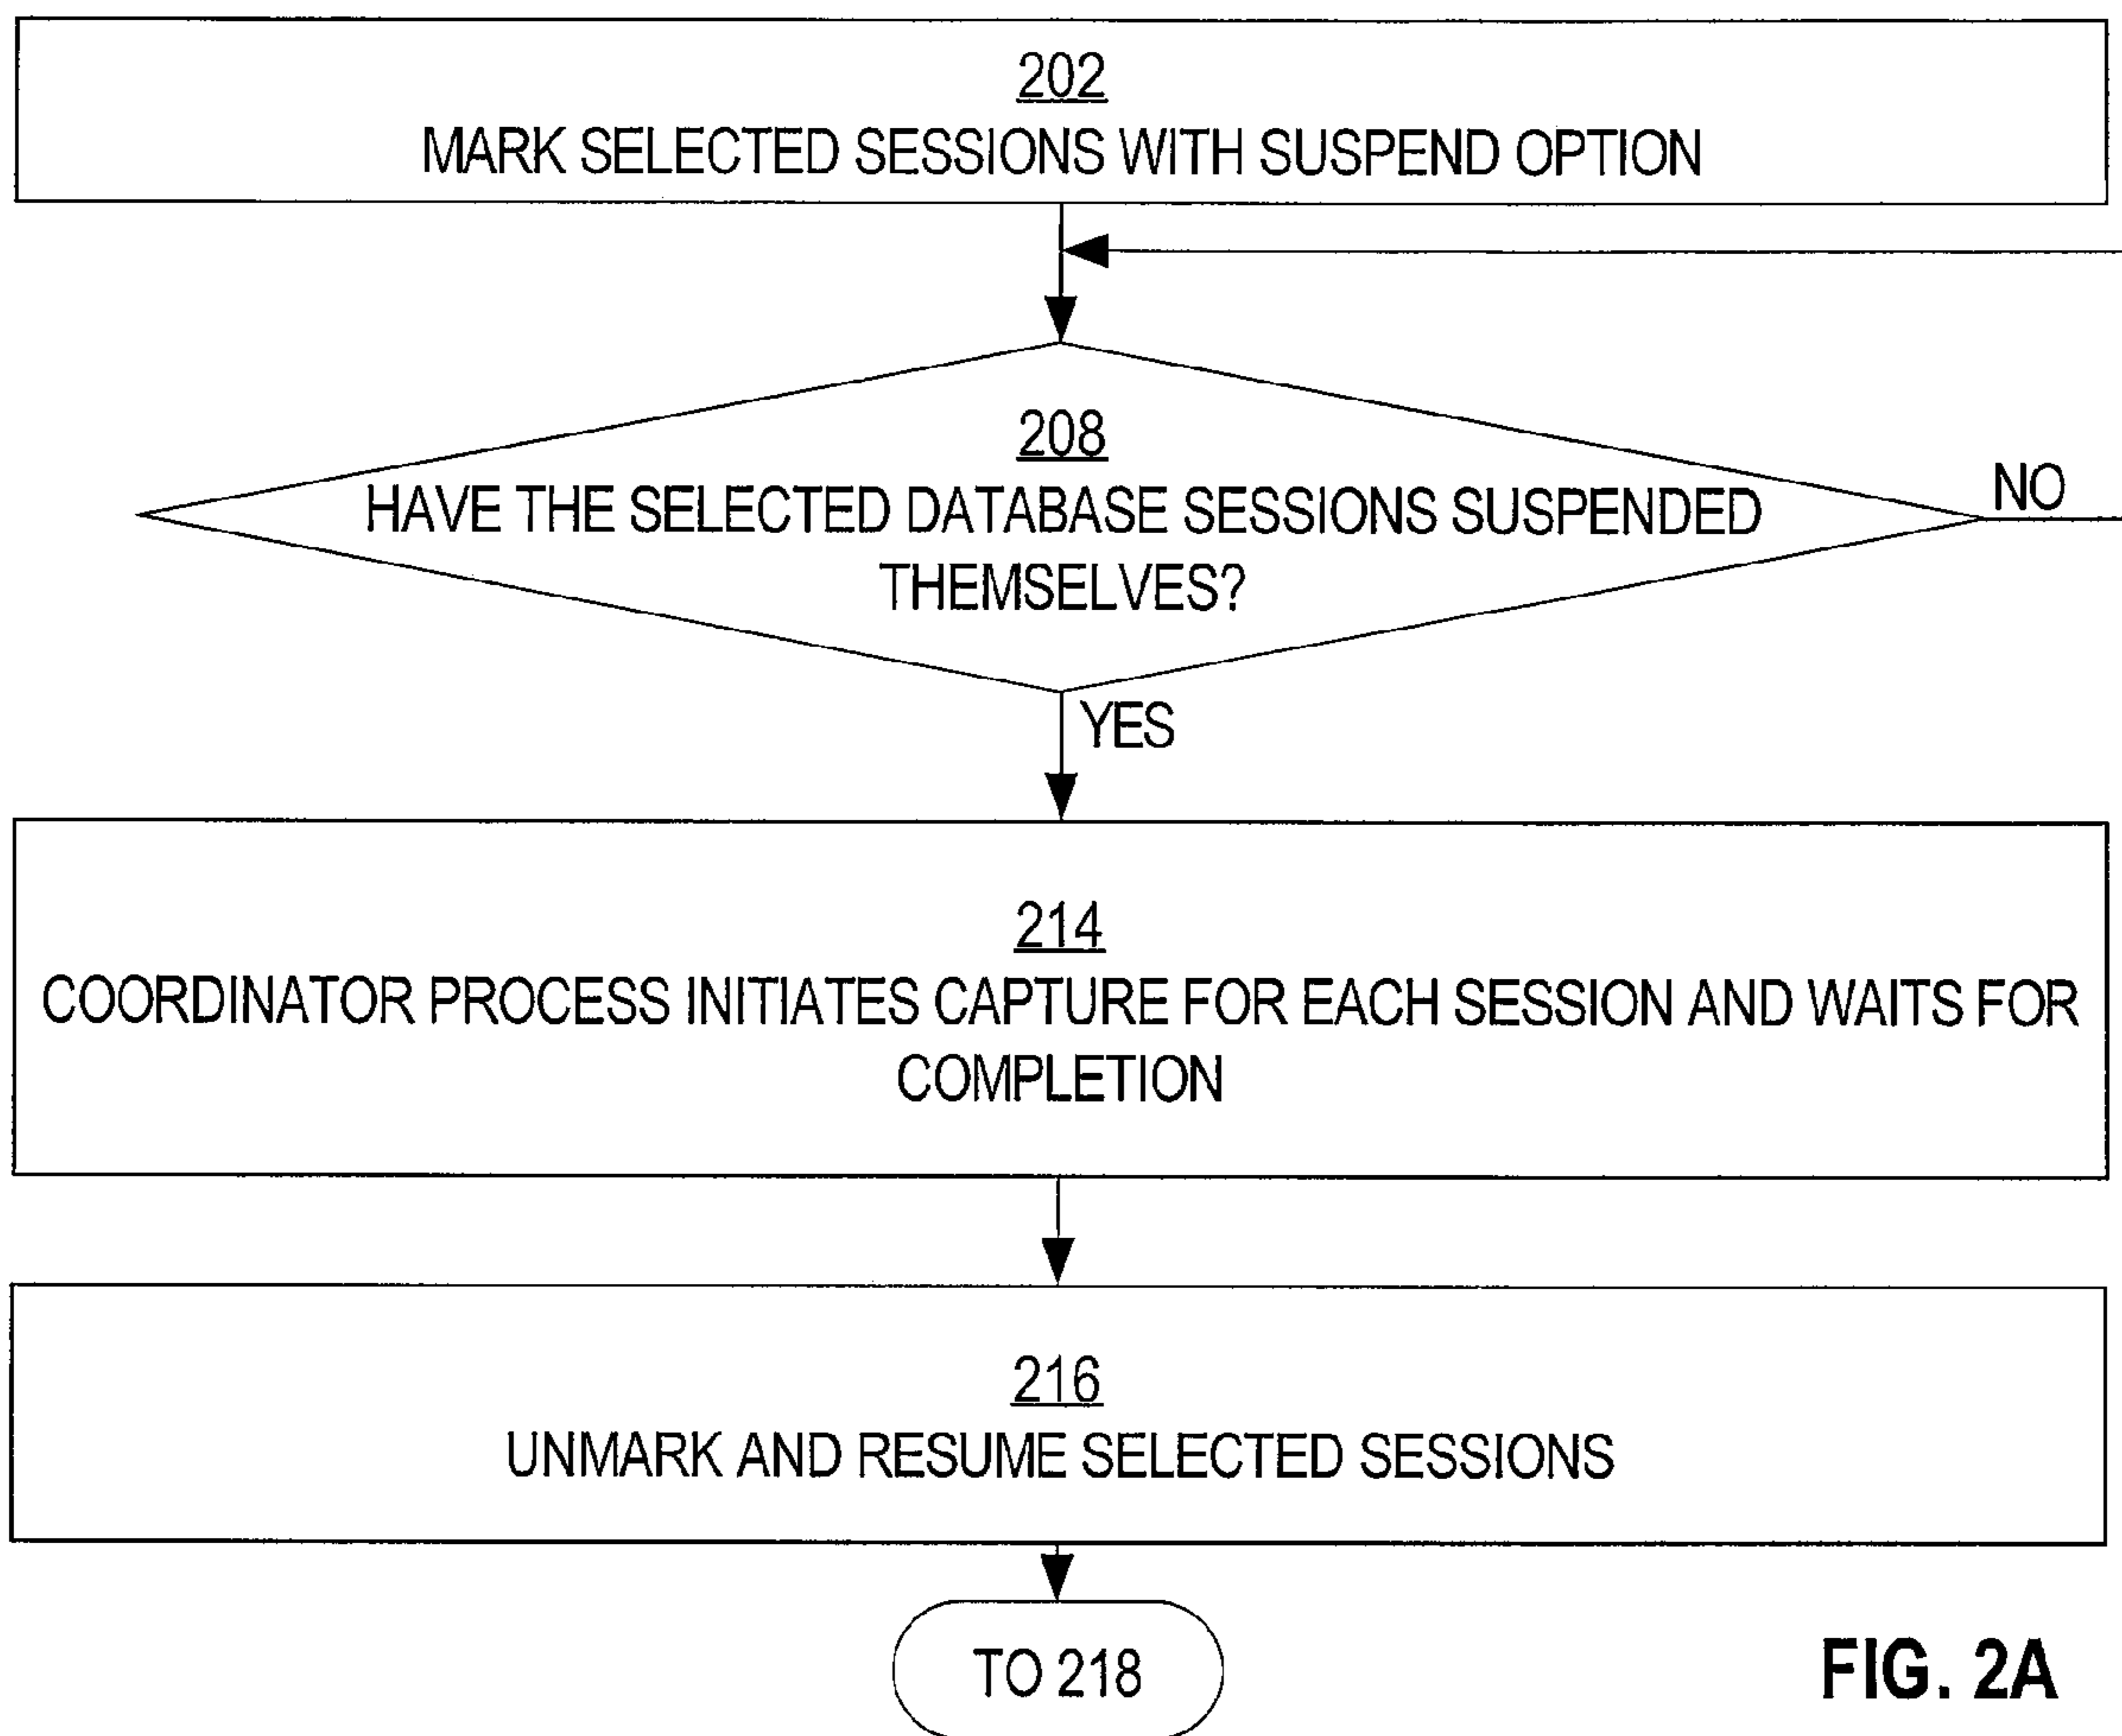 202
MARK SELECTED SESSIONS WITH SUSPEND OPTION
208
HAVE THE SELECTED DATABASE SESSIONS SUSPENDED
THEMSELVES?
NO
YES
214
COORDINATOR PROCESS INITIATES CAPTURE FOR EACH SESSION AND WAITS FOR
COMPLETION
216
UNMARK AND RESUME SELECTED SESSIONS
TO 218
FIG. 2A